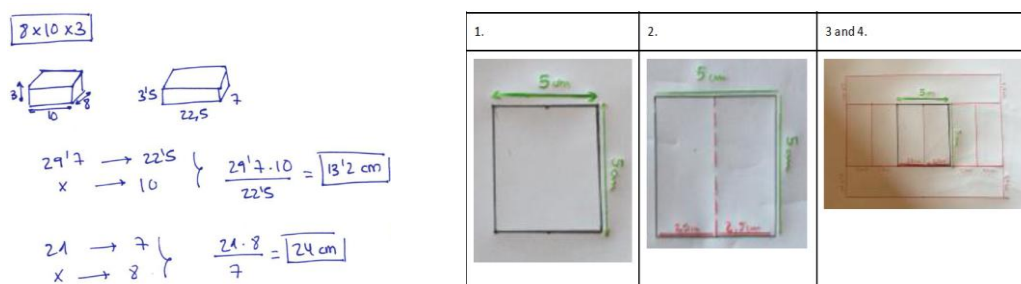 8x10x3
3 10 8
3'5 22,5 7
29'7 → 22'5
x → 10
29'7·10 / 22'5 = 13'2 cm
21 → 7
x → 8
21·8 / 7 = 24 cm
1. 2. 3 and 4.
5 cm
5 cm
5 cm
5 cm
2.5cm